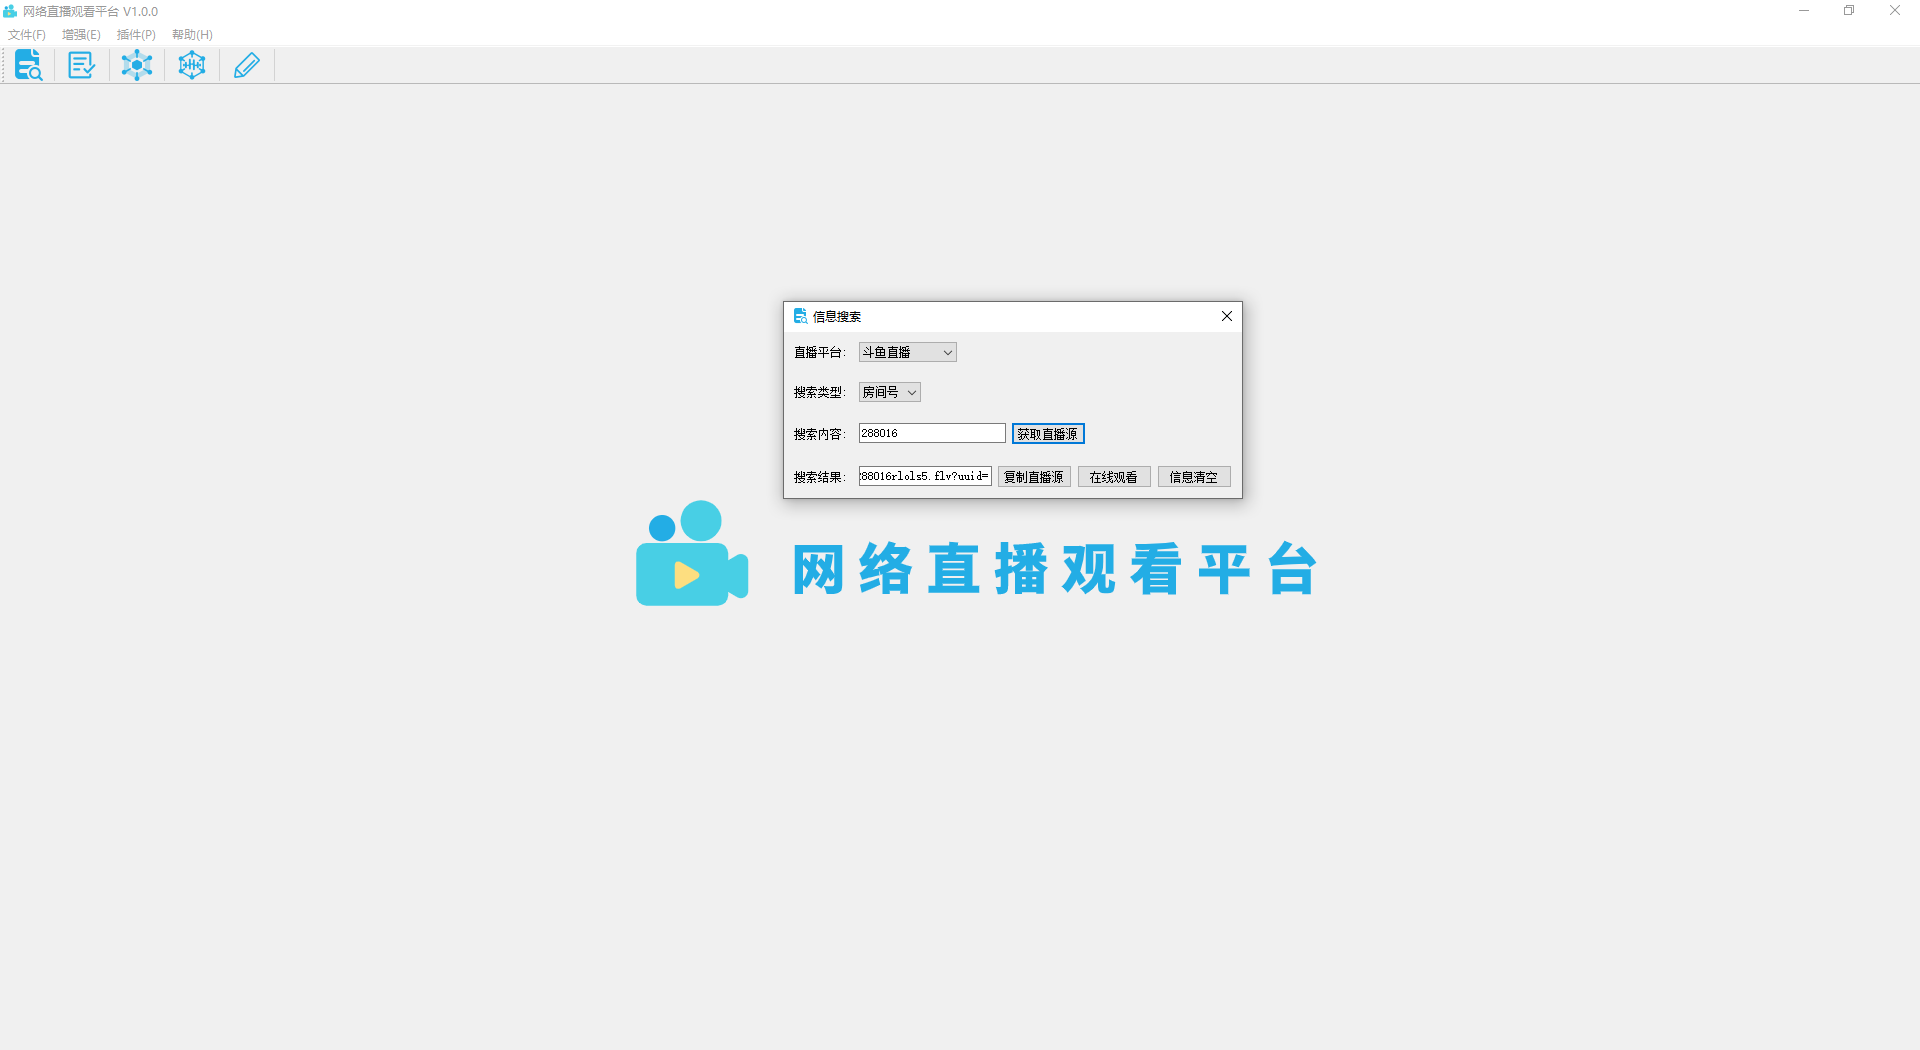 网络直播观看平台 V1.0.0
文件(F) 增强(E) 插件(P) 帮助(H)
信息搜索
直播平台: 斗鱼直播
搜索类型: 房间号
搜索内容: 288016 获取直播源
搜索结果: 288016rlols5.flv?uuid= 复制直播源 在线观看 信息清空
网络直播观看平台